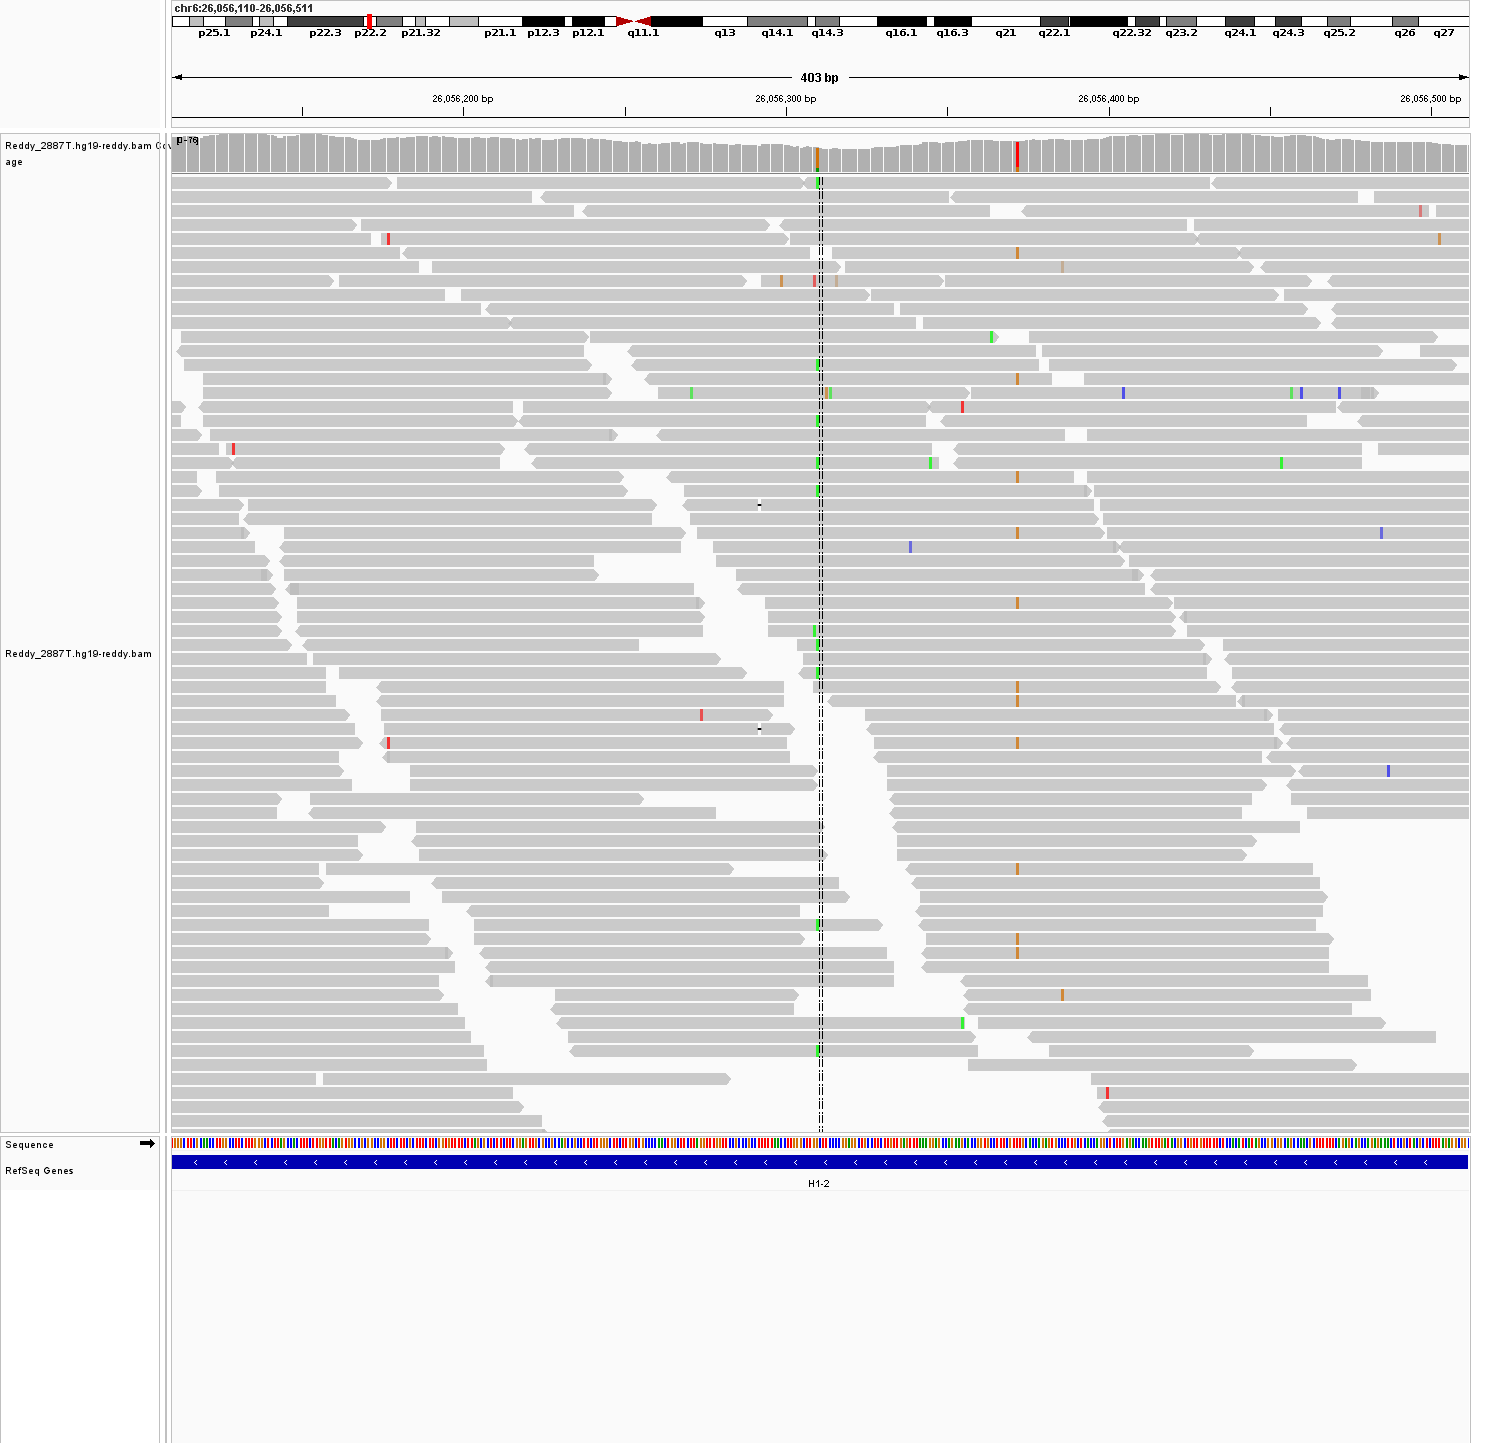 chr6:26,056,110-26,056,511
p25.1 p24.1 p22.3 p22.2 p21.32 p21.1 p12.3 p12.1 q11.1 q13 q14.1 q14.3 q16.1 q16.3 q21 q22.1 q22.32 q23.2 q24.1 q24.3 q25.2 q26 q27
403 bp
26,056,200 bp 26,056,300 bp 26,056,400 bp 26,056,500 bp
Reddy_2887T.hg19-reddy.bam Cov
age
[0-76]
Reddy_2887T.hg19-reddy.bam
Sequence
RefSeq Genes
H1-2